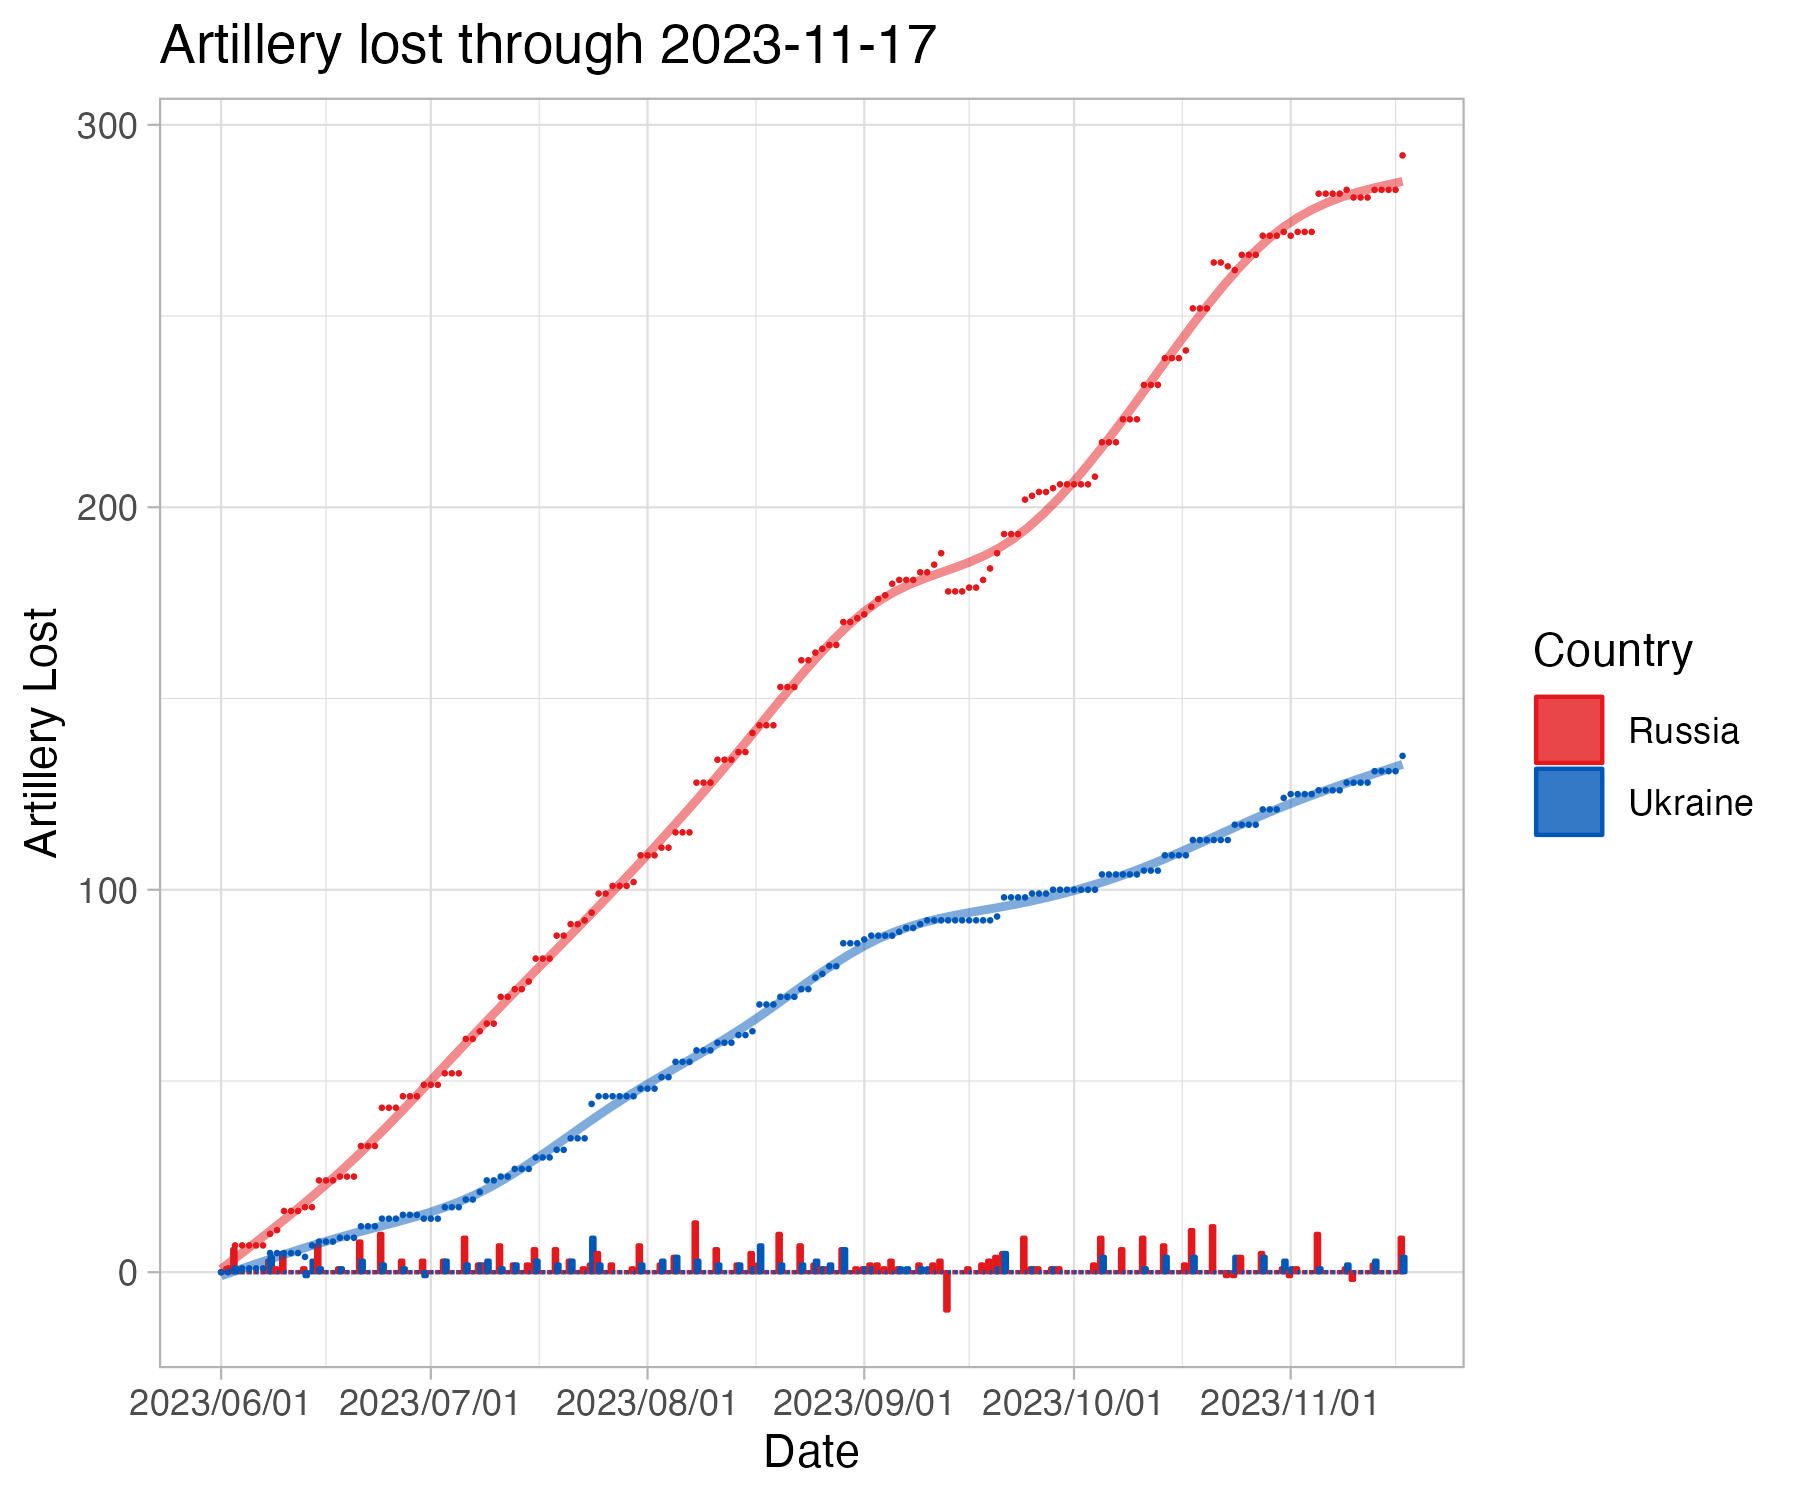 Artillery lost through 2023-11-17
300
200
100
0
Artillery Lost
2023/06/01 2023/07/01 2023/08/01 2023/09/01 2023/10/01 2023/11/01
Date
Country
Russia
Ukraine